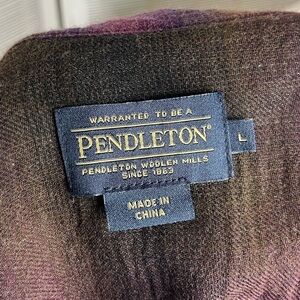 WARRANTED TO BE A
PENDLETON®
L
PENDLETON WOOLEN MILLS
SINCE 1863
MADE IN
CHINA